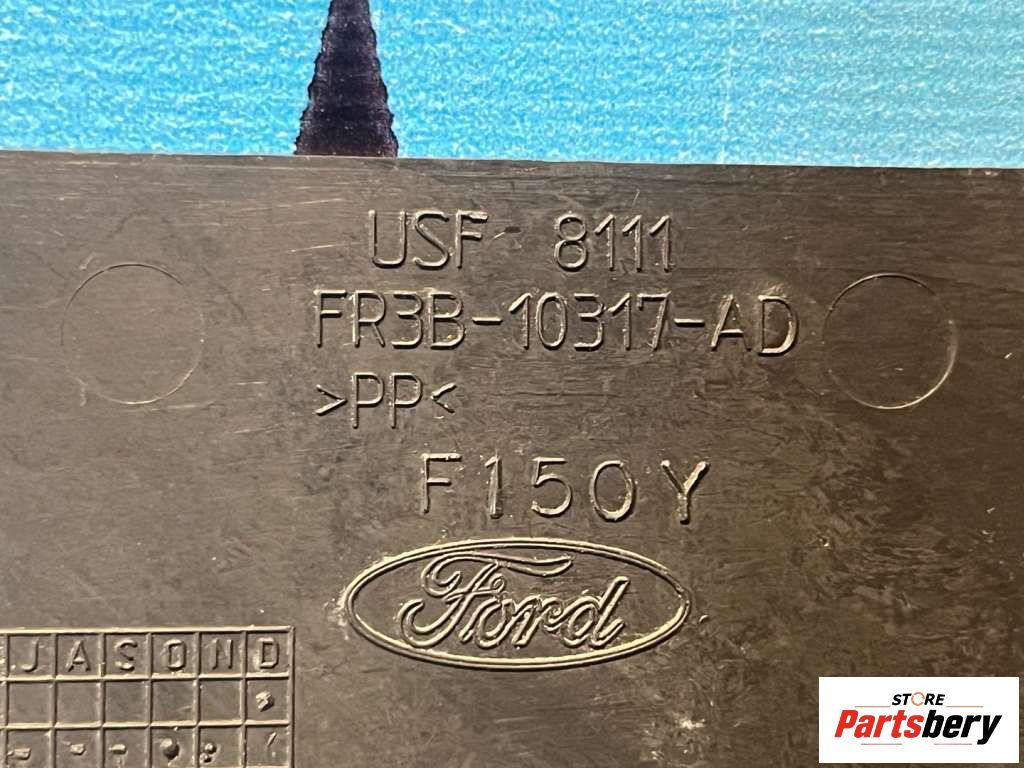 USF 8111
FR3B-10317-AD
>PP<
F150Y
Ford
JASOND
STORE
Partsbery